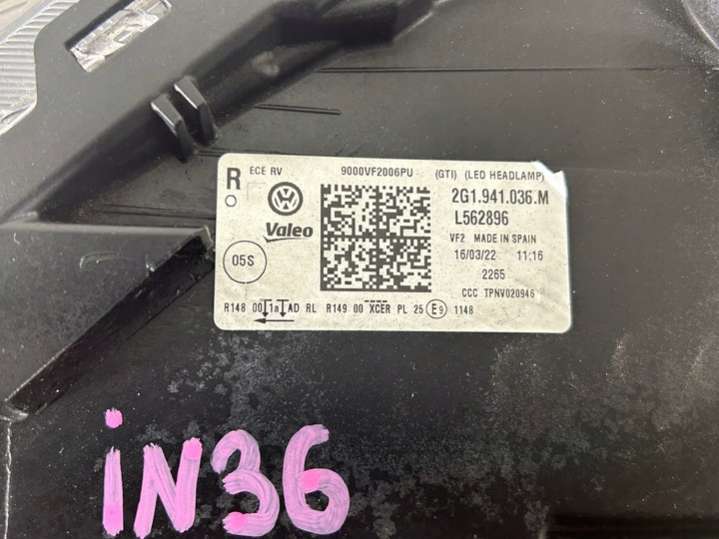 ECE RV 9000VF2006PU (GTI) (LED HEADLAMP)
R
2G1.941.036.M
L562896
Valeo
VF2 MADE IN SPAIN
05S
16/03/22 11:16
2265
CCC TPNV020946
R148 00 1a AD RL R149 00 XCER PL 25 E9 1148
iN36